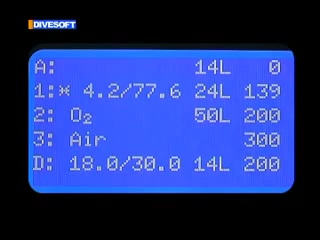 DIVESOFT
A: 14L 0
1:* 4.2/77.6 24L 139
2: O₂ 50L 200
3: Air 300
D: 18.0/30.0 14L 200